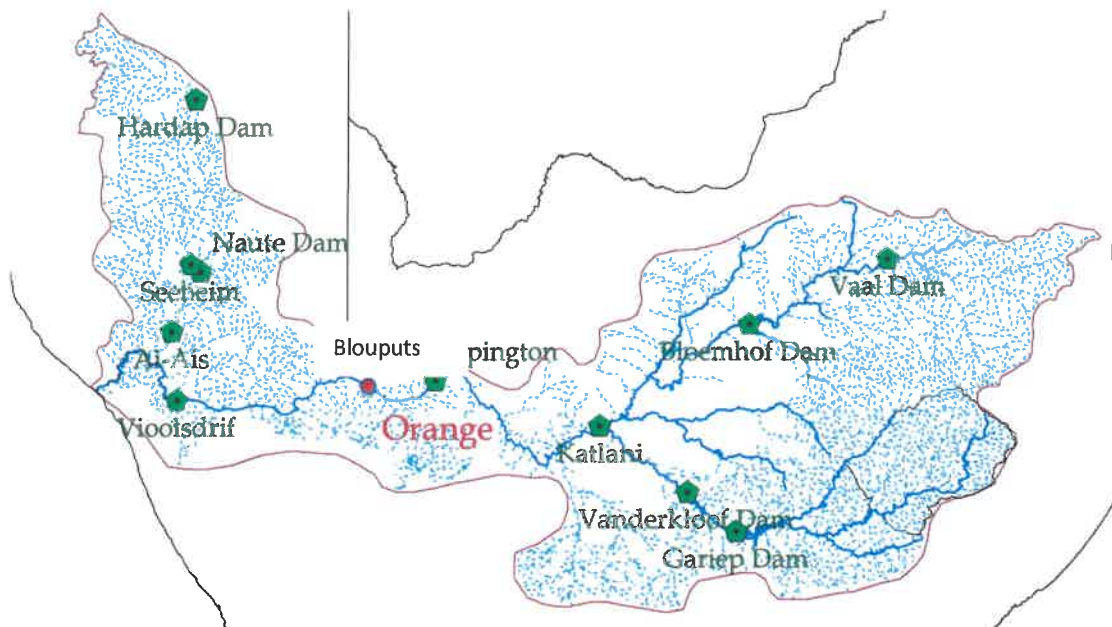 Hardap Dam
Naute Dam
Seeheim
Vaal Dam
Ai-Ais
Blouputs
pington
Bloemhof Dam
Vioolsdrif
Orange
Katlani
Vanderkloof Dam
Gariep Dam